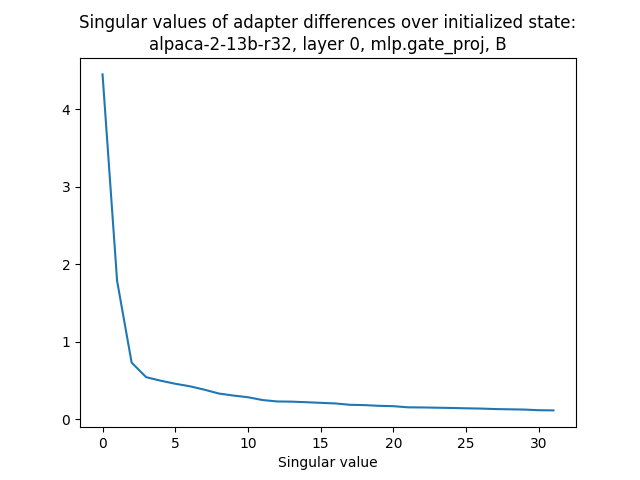 Singular values of adapter differences over initialized state:
alpaca-2-13b-r32, layer 0, mlp.gate_proj, B
4
3
2
1
0
0 5 10 15 20 25 30
Singular value